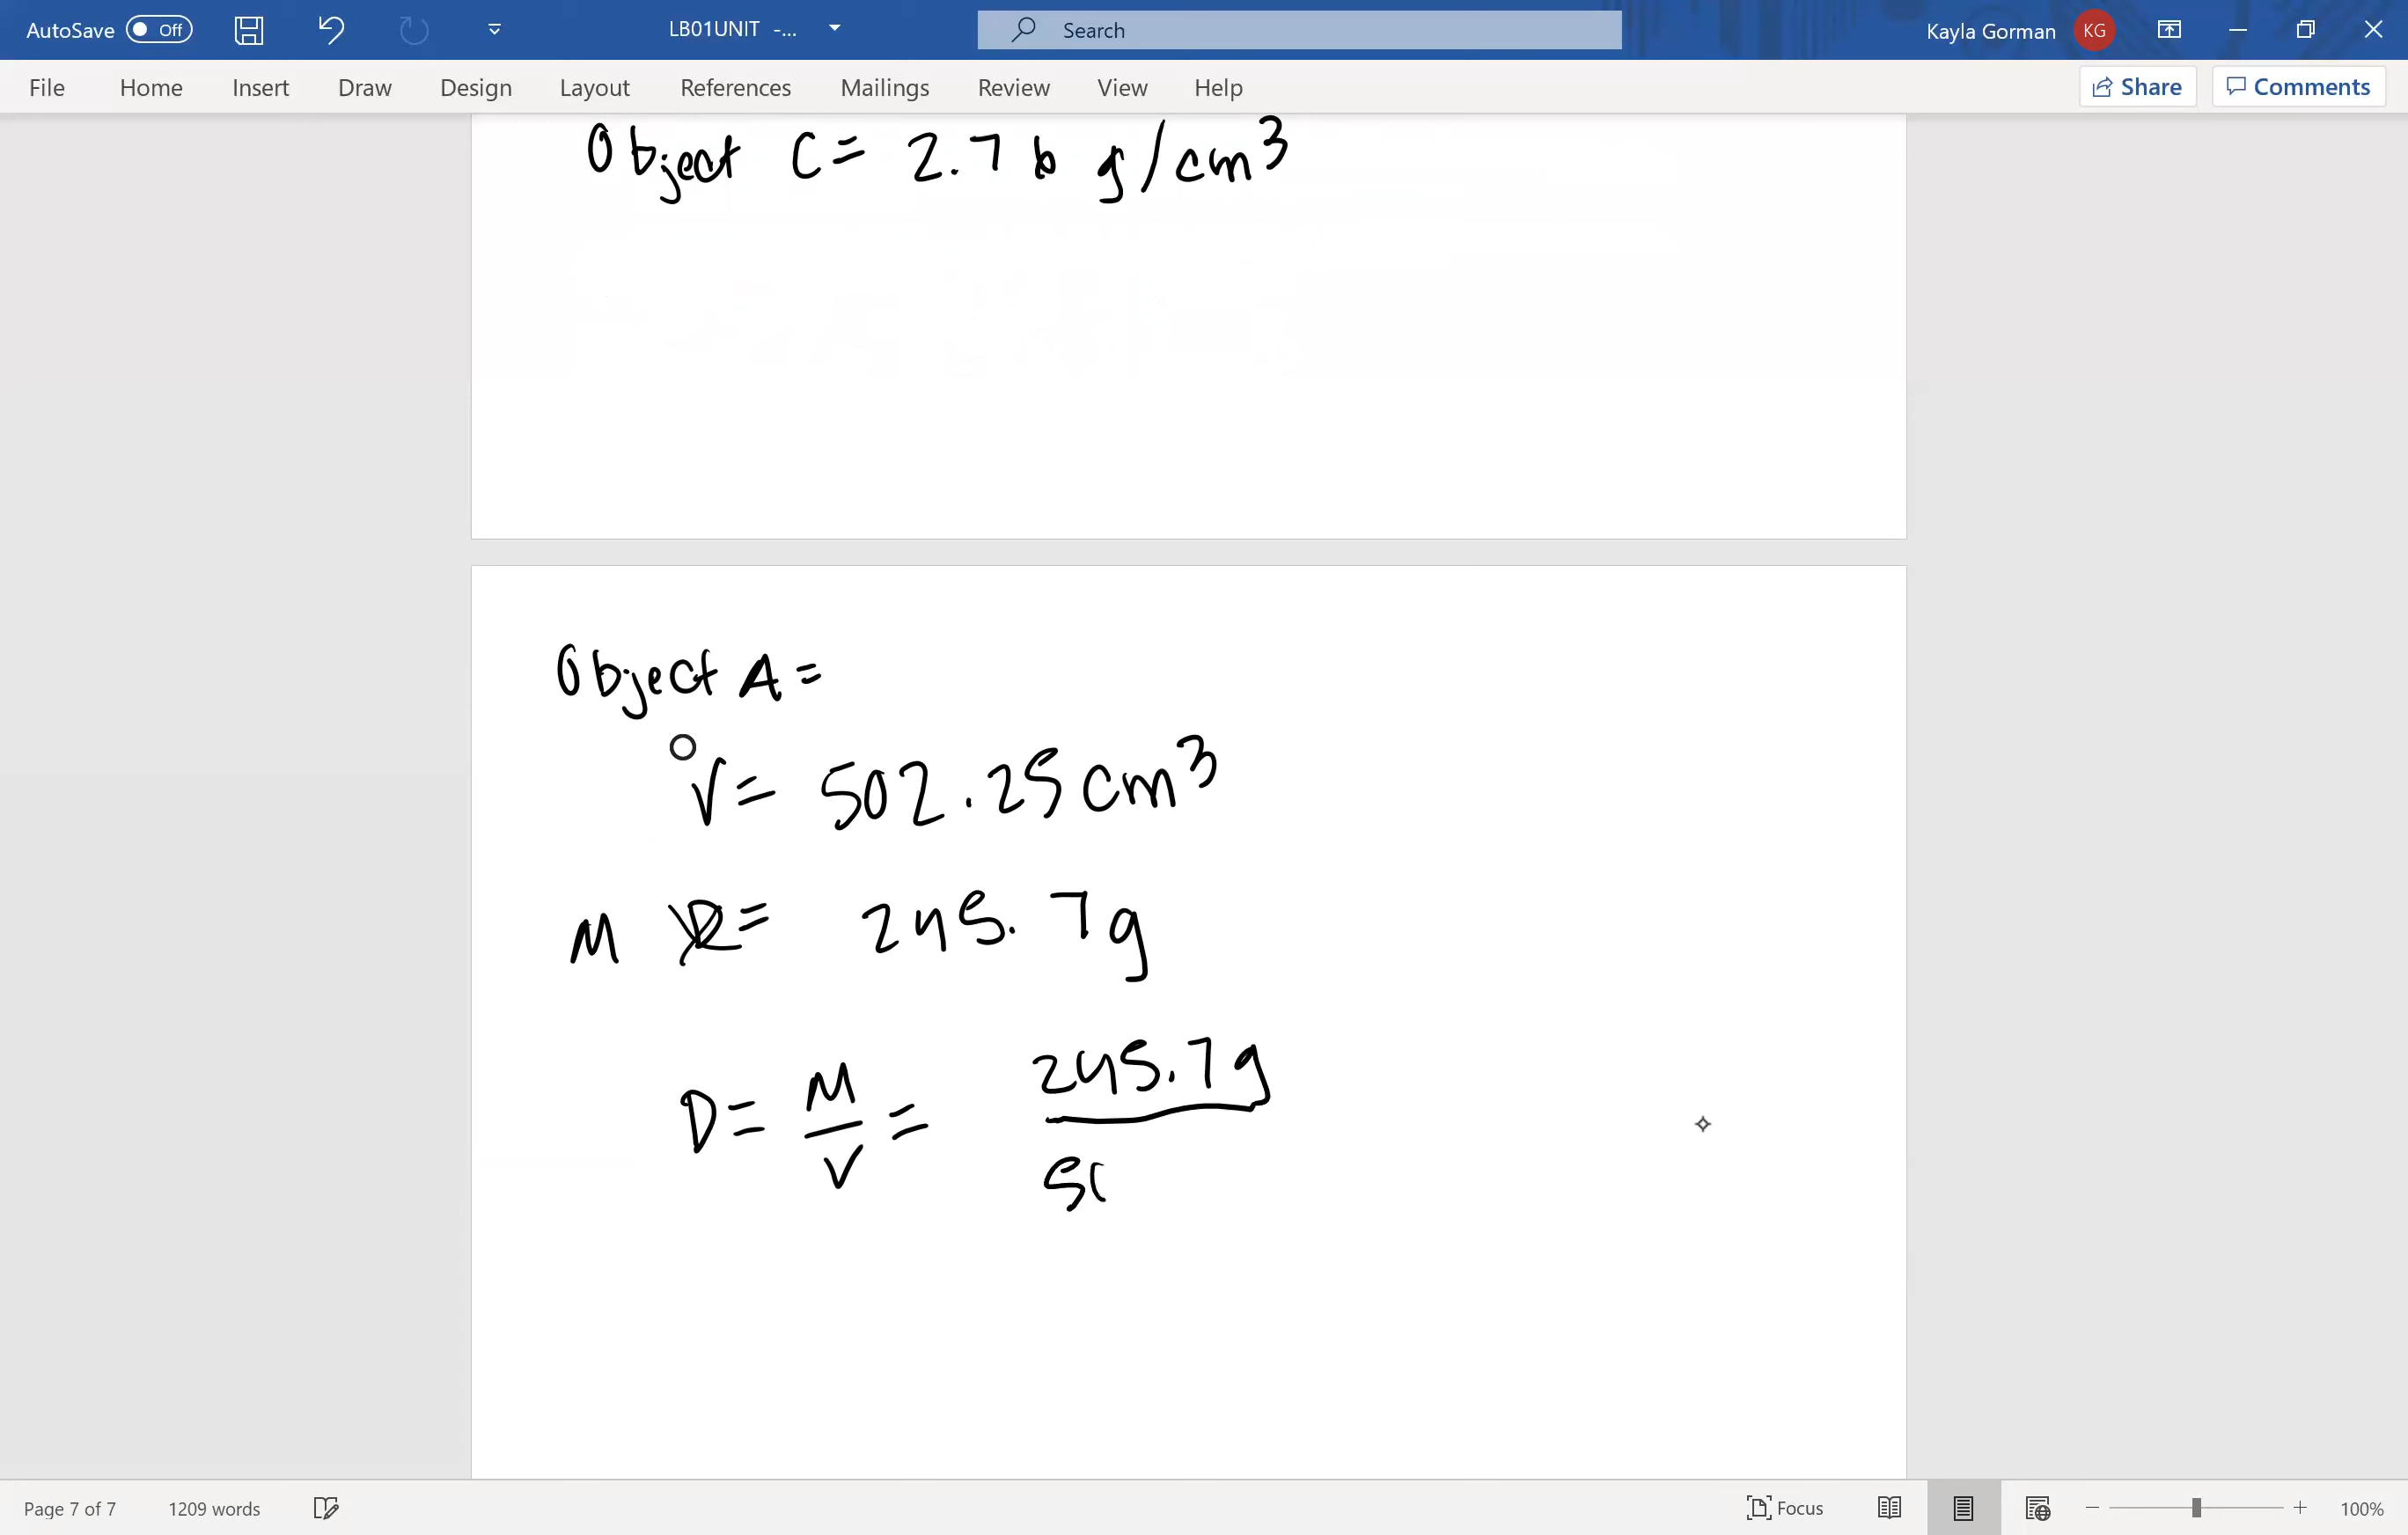 AutoSave Off LB01UNIT -... Search Kayla Gorman KG
File Home Insert Draw Design Layout References Mailings Review View Help Share Comments
Object C = 2.76 g/cm³
Object A =
V = 502.25 cm³
M = 245.7g
D = M/V = 245.7g
50
Page 7 of 7 1209 words Focus 100%